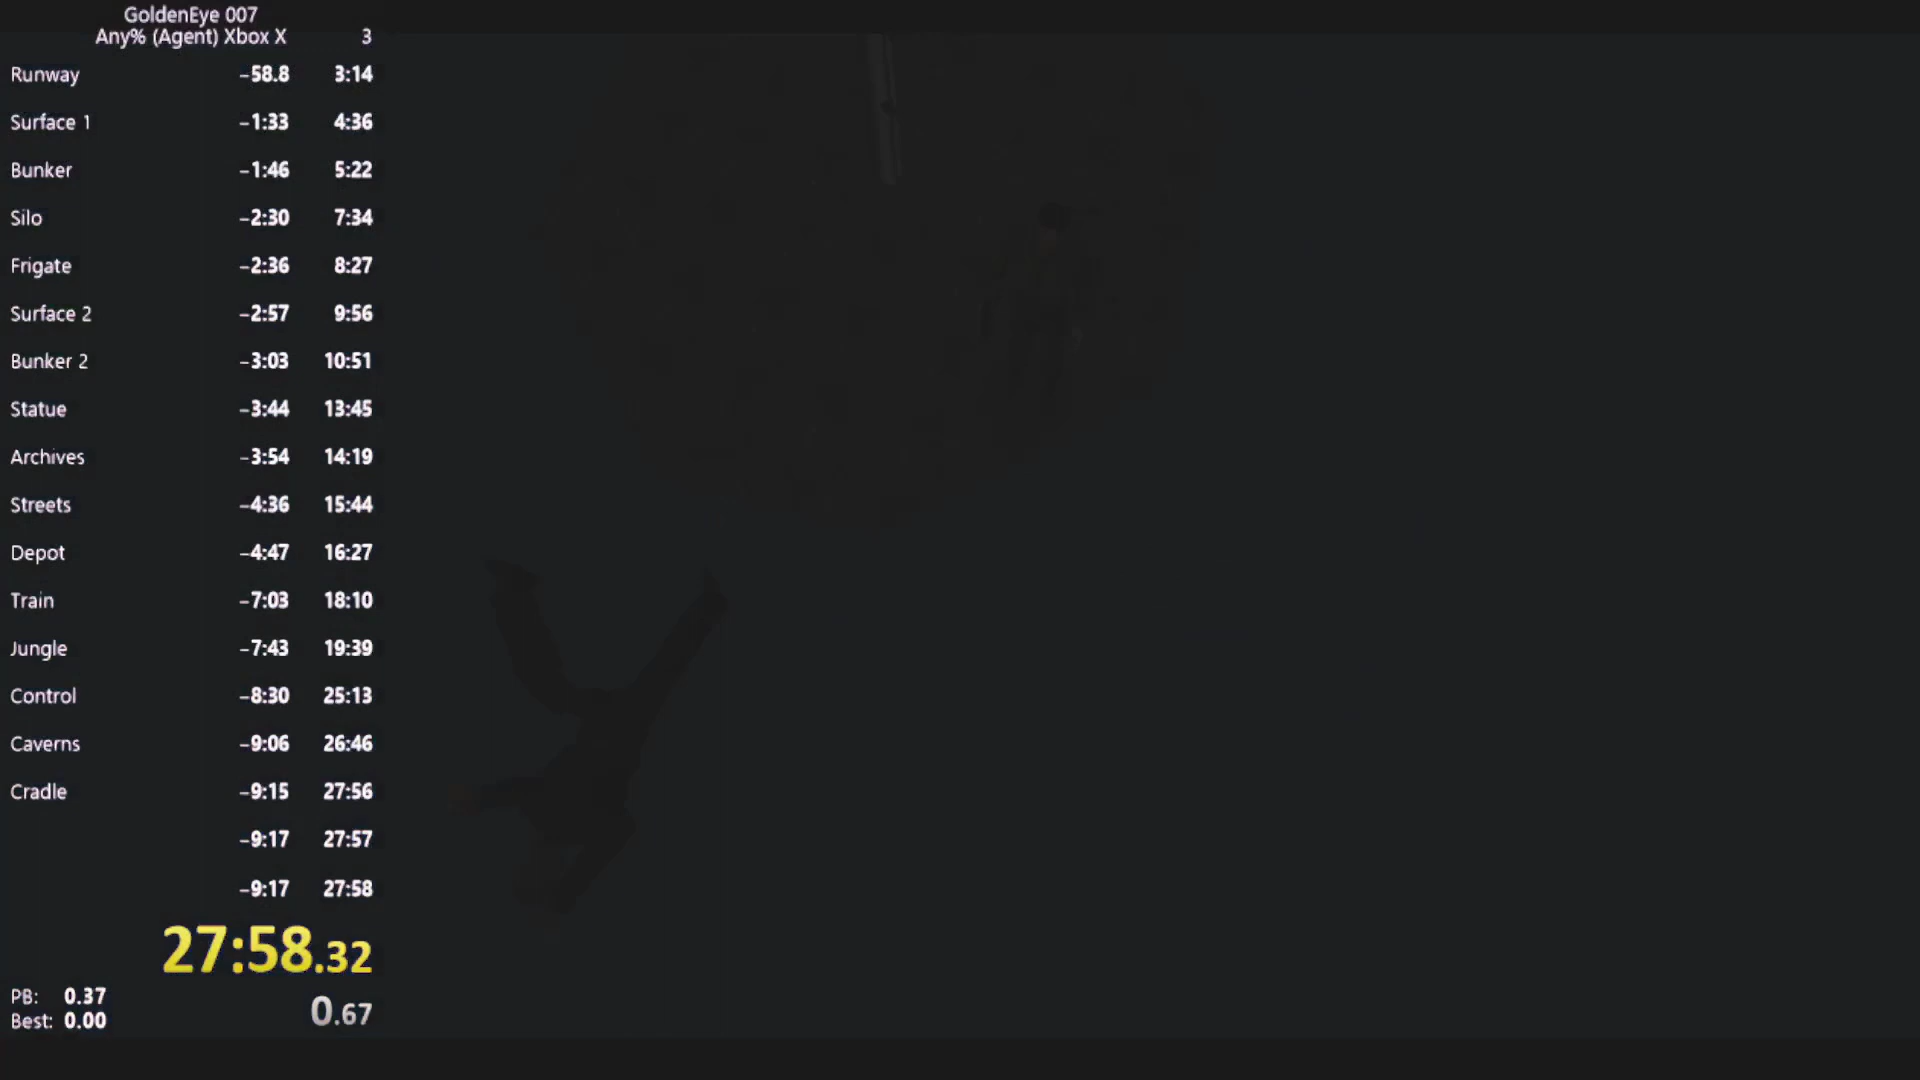 GoldenEye 007
Any% (Agent) Xbox X 3
Runway −58.8 3:14
Surface 1 −1:33 4:36
Bunker −1:46 5:22
Silo −2:30 7:34
Frigate −2:36 8:27
Surface 2 −2:57 9:56
Bunker 2 −3:03 10:51
Statue −3:44 13:45
Archives −3:54 14:19
Streets −4:36 15:44
Depot −4:47 16:27
Train −7:03 18:10
Jungle −7:43 19:39
Control −8:30 25:13
Caverns −9:06 26:46
Cradle −9:15 27:56
−9:17 27:57
−9:17 27:58
27:58.32
PB: 0.37
Best: 0.00
0.67